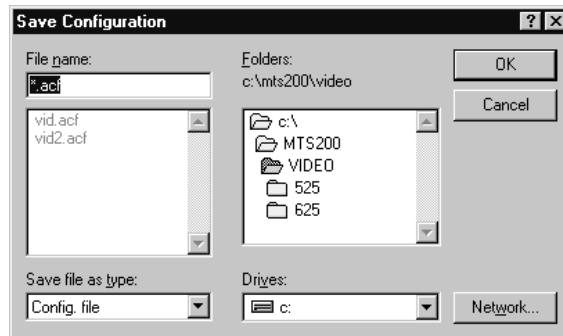 Save Configuration
File name:
*.acf
vid.acf
vid2.acf
Save file as type:
Config. file
Folders:
c:\mts200\video
c:\
MTS200
VIDEO
525
625
Drives:
c:
OK
Cancel
Network...